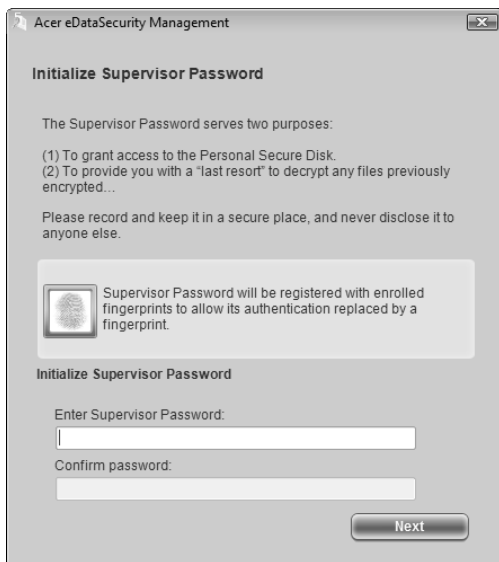 Acer eDataSecurity Management
Initialize Supervisor Password
The Supervisor Password serves two purposes:
(1) To grant access to the Personal Secure Disk.
(2) To provide you with a “last resort” to decrypt any files previously
encrypted...
Please record and keep it in a secure place, and never disclose it to
anyone else.
Supervisor Password will be registered with enrolled
fingerprints to allow its authentication replaced by a
fingerprint.
Initialize Supervisor Password
Enter Supervisor Password:
Confirm password:
Next